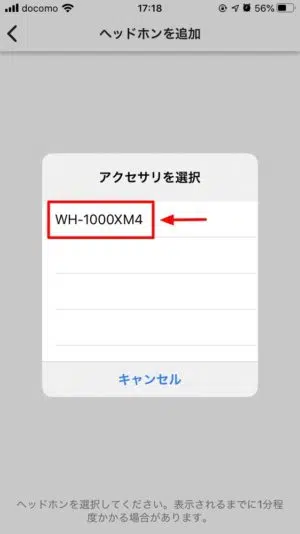 docomo 17:18 56%
ヘッドホンを追加
アクセサリを選択
WH-1000XM4
キャンセル
ヘッドホンを選択してください。表示されるまでに1分程
度かかる場合があります。